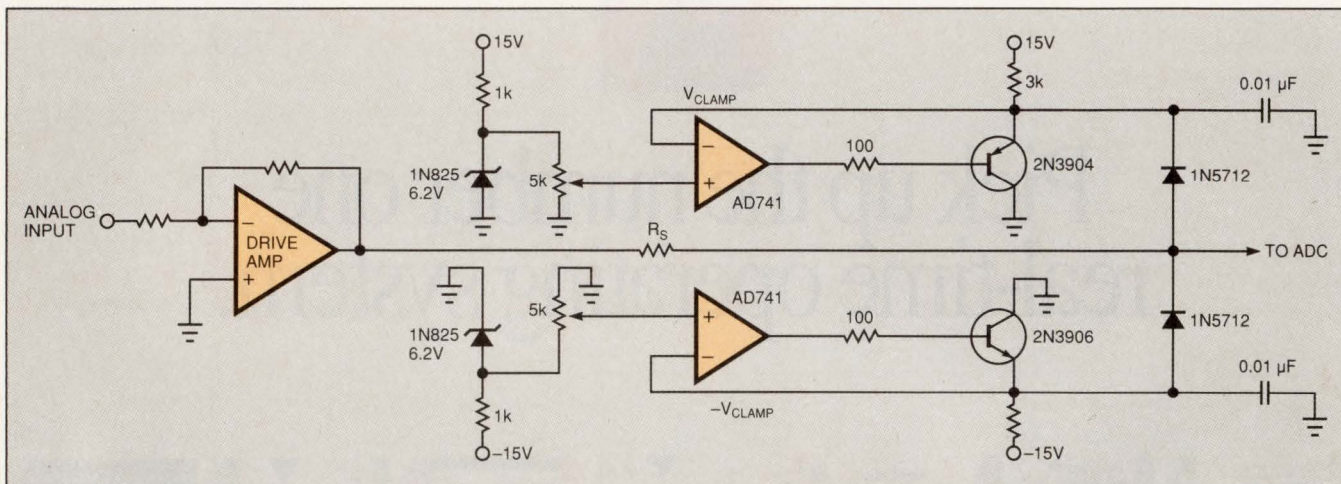 15V
1k
1N825
6.2V
5k
V_CLAMP
−
+
AD741
100
15V
3k
2N3904
0.01 µF
1N5712
ANALOG
INPUT
−
DRIVE
AMP
+
R_S
TO ADC
1N825
6.2V
5k
1k
−15V
AD741
+
−
100
−V_CLAMP
2N3906
−15V
1N5712
0.01 µF